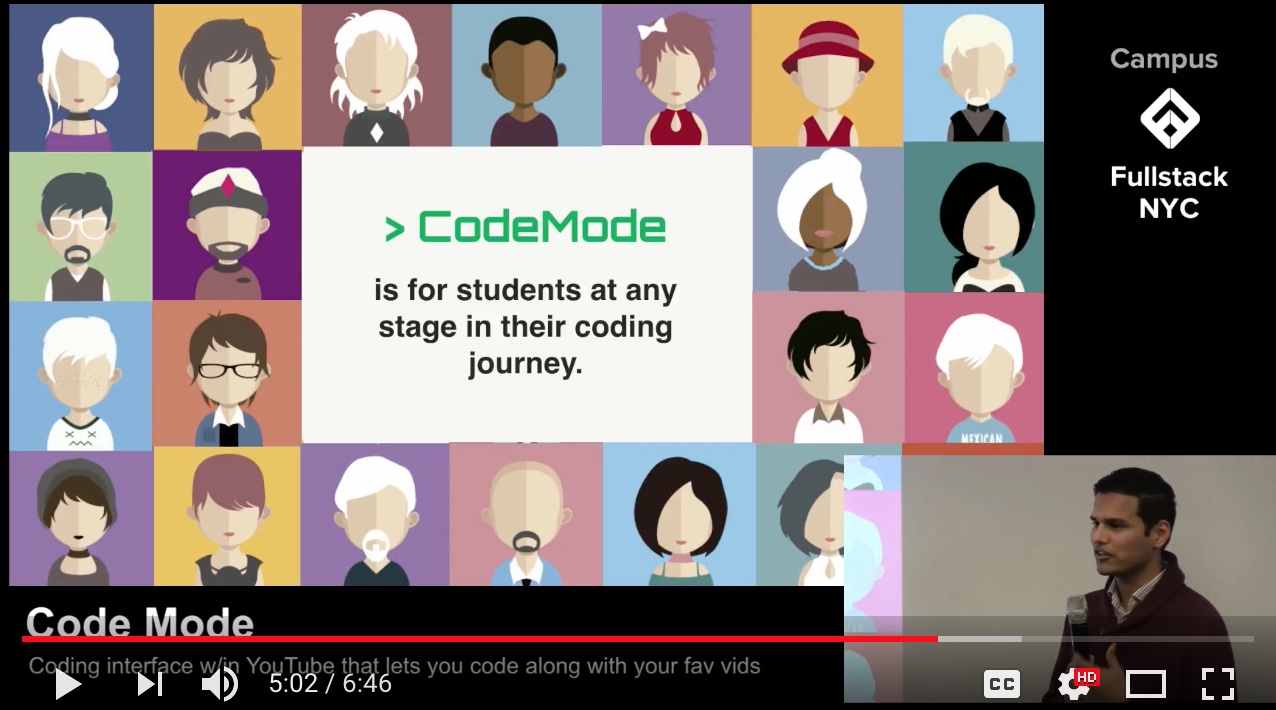 Campus
Fullstack
NYC
> CodeMode
is for students at any
stage in their coding
journey.
MEXICAN
Code Mode
Coding interface w/in YouTube that lets you code along with your fav vids
5:02 / 6:46
CC
HD